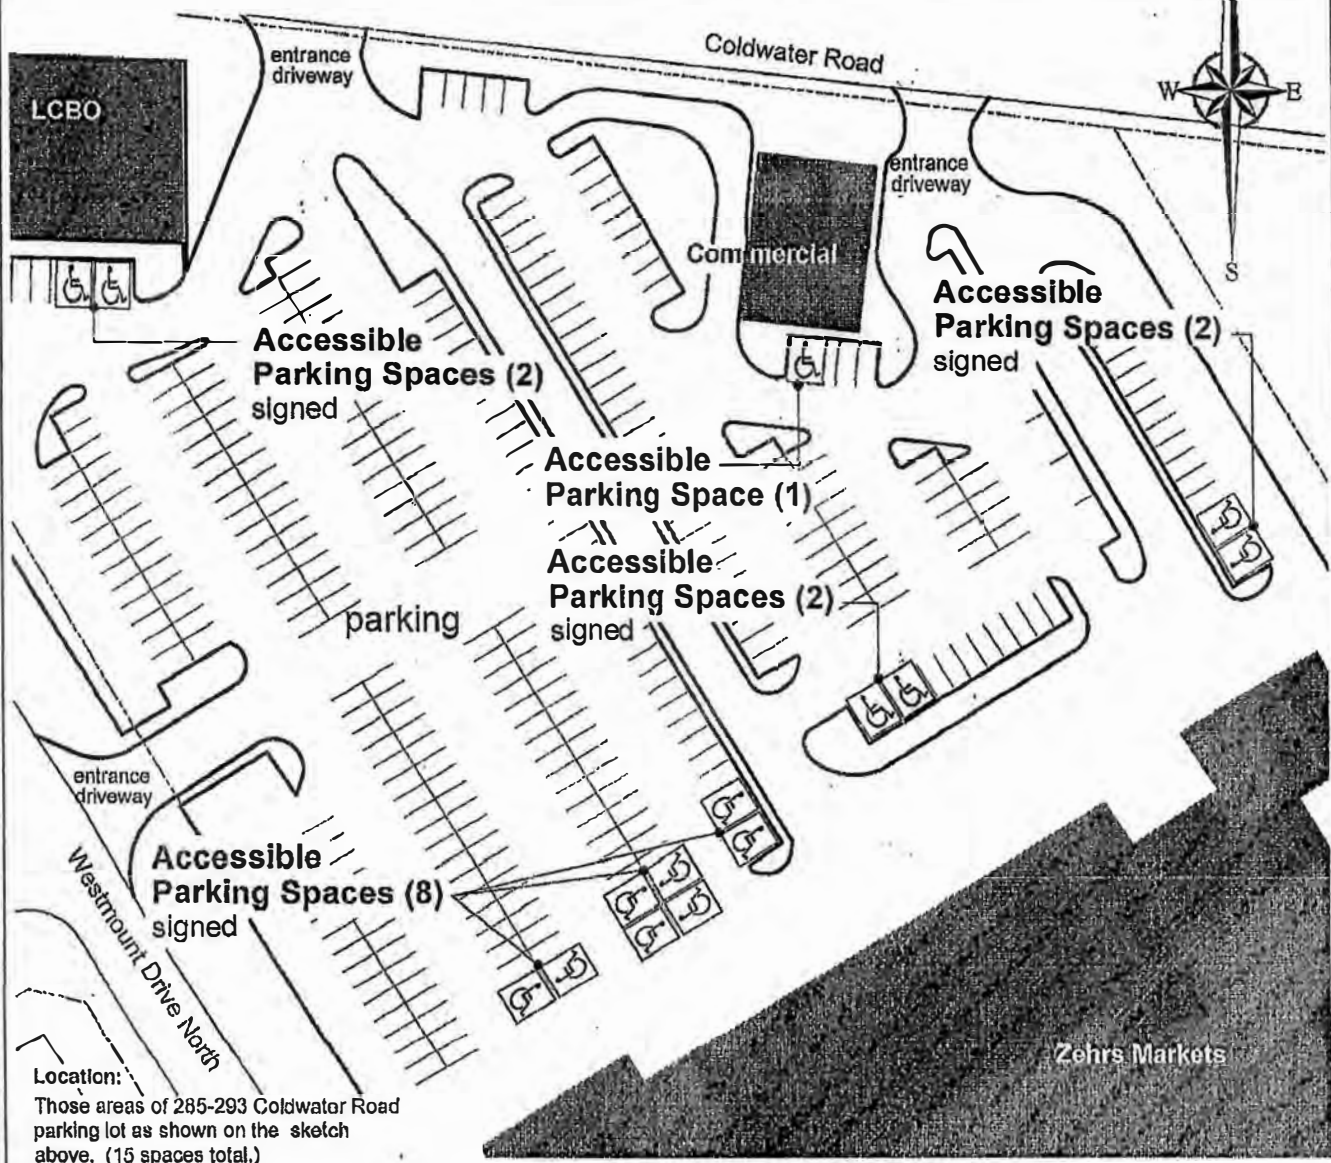 Coldwater Road
entrance
driveway
LCBO
W
E
S
entrance
driveway
Commercial
Accessible
Parking Spaces (2)
signed
Accessible
Parking Spaces (2)
signed
Accessible
Parking Space (1)
Accessible
Parking Spaces (2)
signed
parking
entrance
driveway
Accessible
Parking Spaces (8)
signed
Westmount Drive North
Zehrs Markets
Location:
Those areas of 285-293 Coldwater Road
parking lot as shown on the sketch
above. (15 spaces total.)